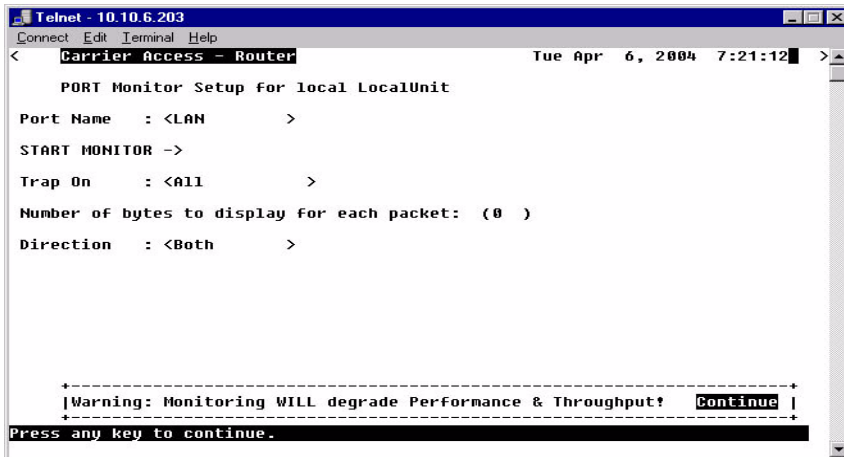 Telnet - 10.10.6.203
Connect Edit Terminal Help
< Carrier Access - Router Tue Apr 6, 2004 7:21:12 >
PORT Monitor Setup for local LocalUnit
Port Name : <LAN >
START MONITOR ->
Trap On : <All >
Number of bytes to display for each packet: (0 )
Direction : <Both >
|Warning: Monitoring WILL degrade Performance & Throughput! Continue |
Press any key to continue.